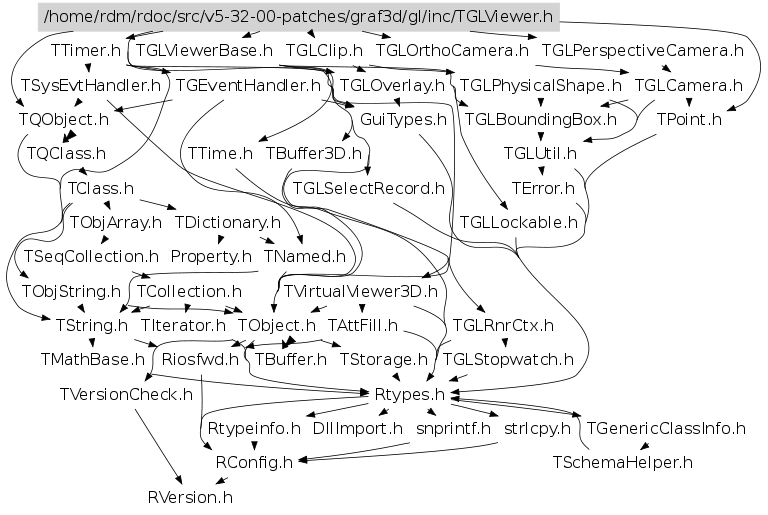 /home/rdm/rdoc/src/v5-32-00-patches/graf3d/gl/inc/TGLViewer.h
TTimer.h TGLViewerBase.h TGLClip.h TGLOrthoCamera.h TGLPerspectiveCamera.h
TSysEvtHandler.h TGEventHandler.h TGLOverlay.h TGLPhysicalShape.h TGLCamera.h
TQObject.h GuiTypes.h TGLBoundingBox.h TPoint.h
TQClass.h TTime.h TBuffer3D.h TGLUtil.h
TClass.h TGLSelectRecord.h TError.h
TObjArray.h TDictionary.h TGLLockable.h
TSeqCollection.h Property.h TNamed.h
TObjString.h TCollection.h TVirtualViewer3D.h
TString.h TIterator.h TObject.h TAttFill.h TGLRnrCtx.h
TMathBase.h Riosfwd.h TBuffer.h TStorage.h TGLStopwatch.h
TVersionCheck.h Rtypes.h
Rtypeinfo.h DllImport.h snprintf.h strlcpy.h TGenericClassInfo.h
RConfig.h TSchemaHelper.h
RVersion.h